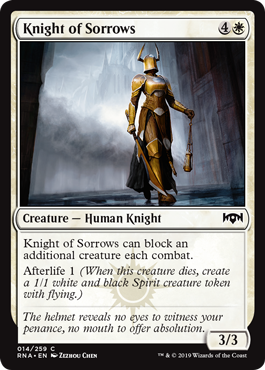 Knight of Sorrows 4
Creature — Human Knight
Knight of Sorrows can block an
additional creature each combat.
Afterlife 1 (When this creature dies, create
a 1/1 white and black Spirit creature token
with flying.)
The helmet reveals no eyes to witness your
penance, no mouth to offer absolution.
3/3
014/259 C
RNA • EN Zezhou Chen
™ & © 2019 Wizards of the Coast